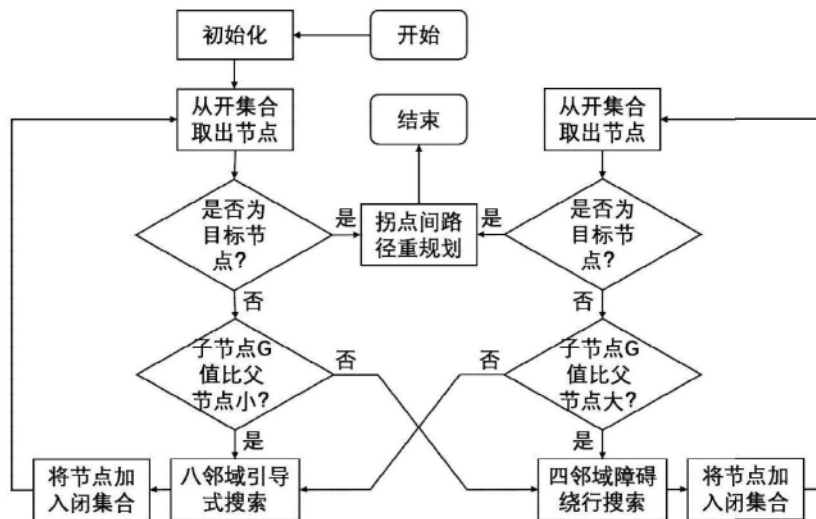 初始化
开始
从开集合
取出节点
结束
从开集合
取出节点
是否为
目标节
点?
是
拐点间路
径重规划
是
是否为
目标节
点?
否
否
子节点G
值比父
节点小?
否
否
子节点G
值比父
节点大?
是
是
将节点加
入闭集合
八邻域引导
式搜索
四邻域障碍
绕行搜索
将节点加
入闭集合